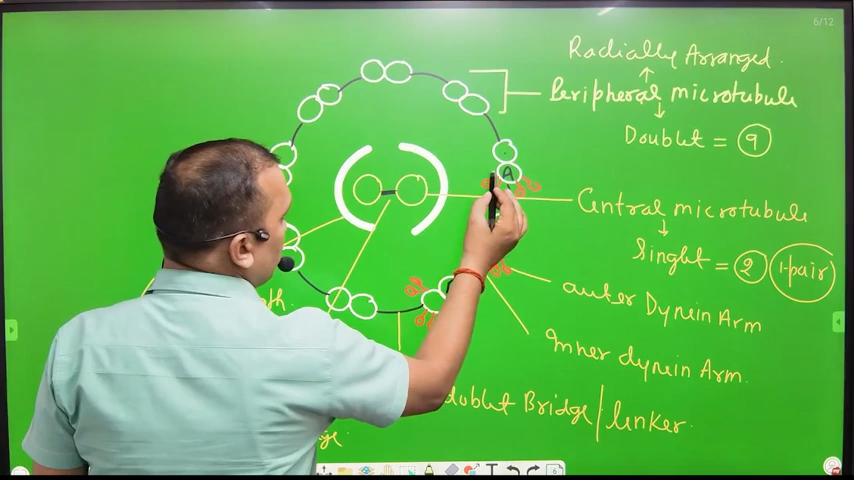 6/12
Radially Arranged.
Peripheral microtubule
Doublet = 9
A
Central microtubule
Singlt = 2 1-pair
outer Dynein Arm
Inner dynein Arm.
doublet Bridge/linker.